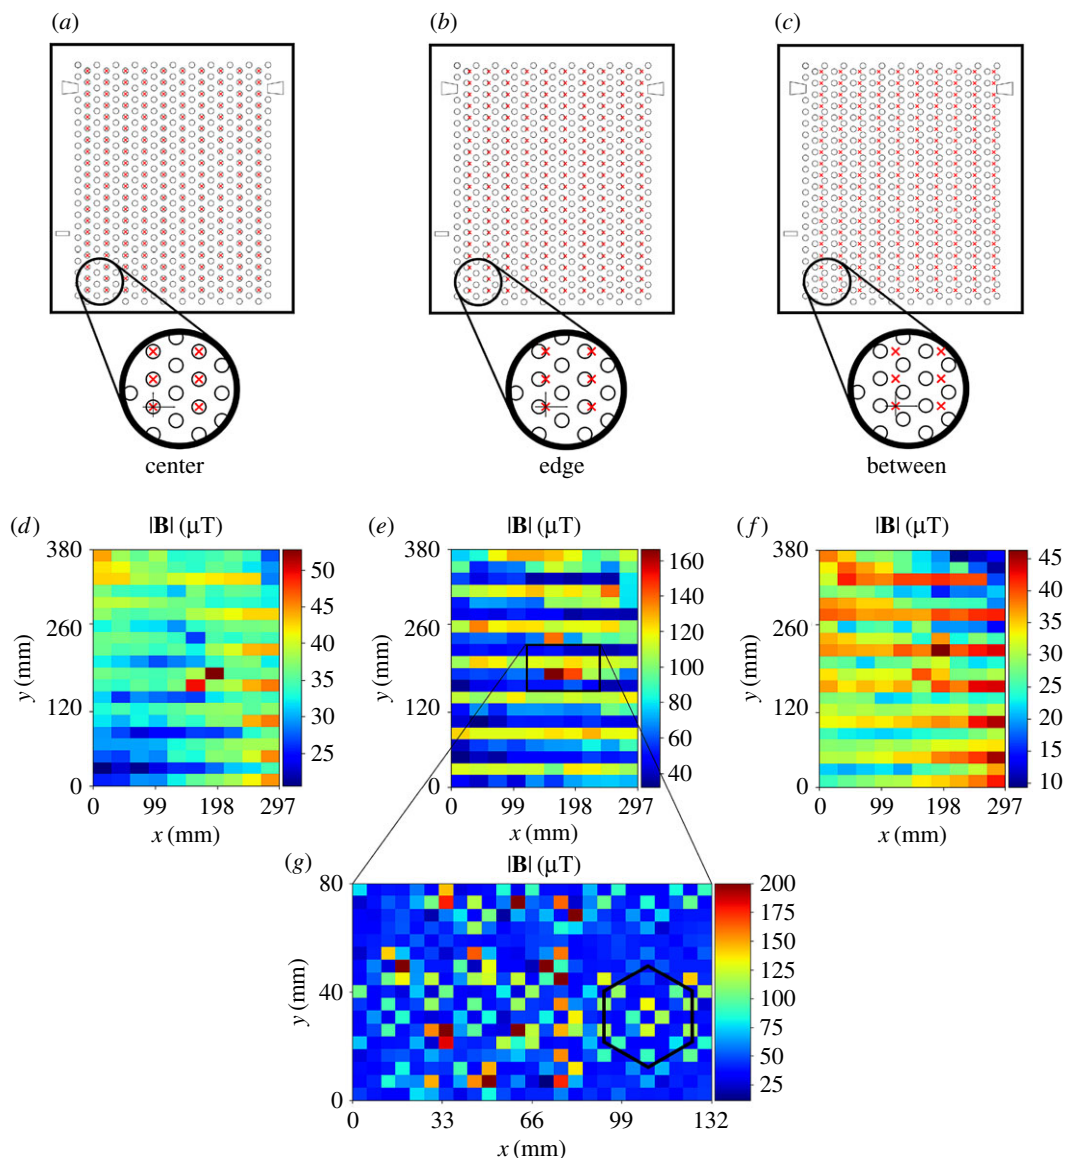 (a) (b) (c)
center edge between
(d) |B| (μT) (e) |B| (μT) (f) |B| (μT)
380 380 380
260 260 260
120 120 120
0 0 0
y (mm) y (mm) y (mm)
50 45 40 35 30 25
160 140 120 100 80 60 40
45 40 35 30 25 20 15 10
0 99 198 297 0 99 198 297 0 99 198 297
x (mm) x (mm) x (mm)
(g) |B| (μT)
80
40
0
y (mm)
200
175
150
125
100
75
50
25
0 33 66 99 132
x (mm)